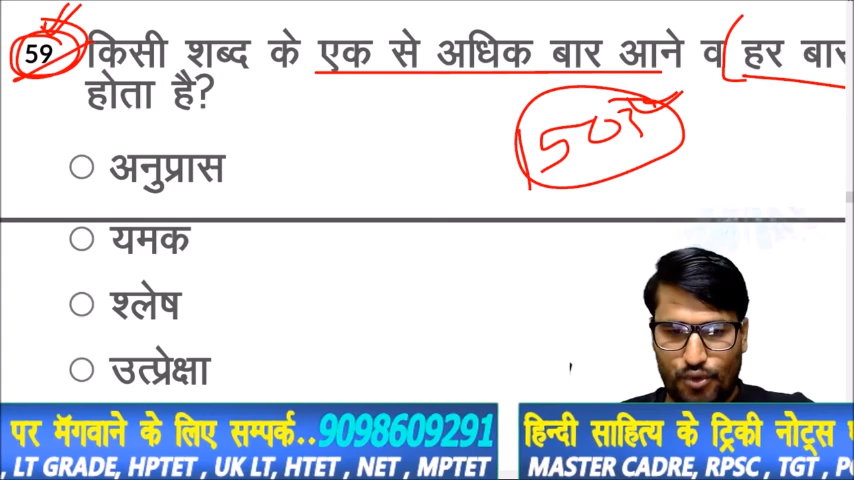 59 किसी शब्द के एक से अधिक बार आने व हर बार
होता है?
अनुप्रास
यमक
श्लेष
उत्प्रेक्षा
पर मॅगवाने के लिए सम्पर्क..9098609291 हिन्दी साहित्य के ट्रिकी नोट्स
, LT GRADE, HPTET , UK LT, HTET , NET , MPTET MASTER CADRE, RPSC , TGT ,